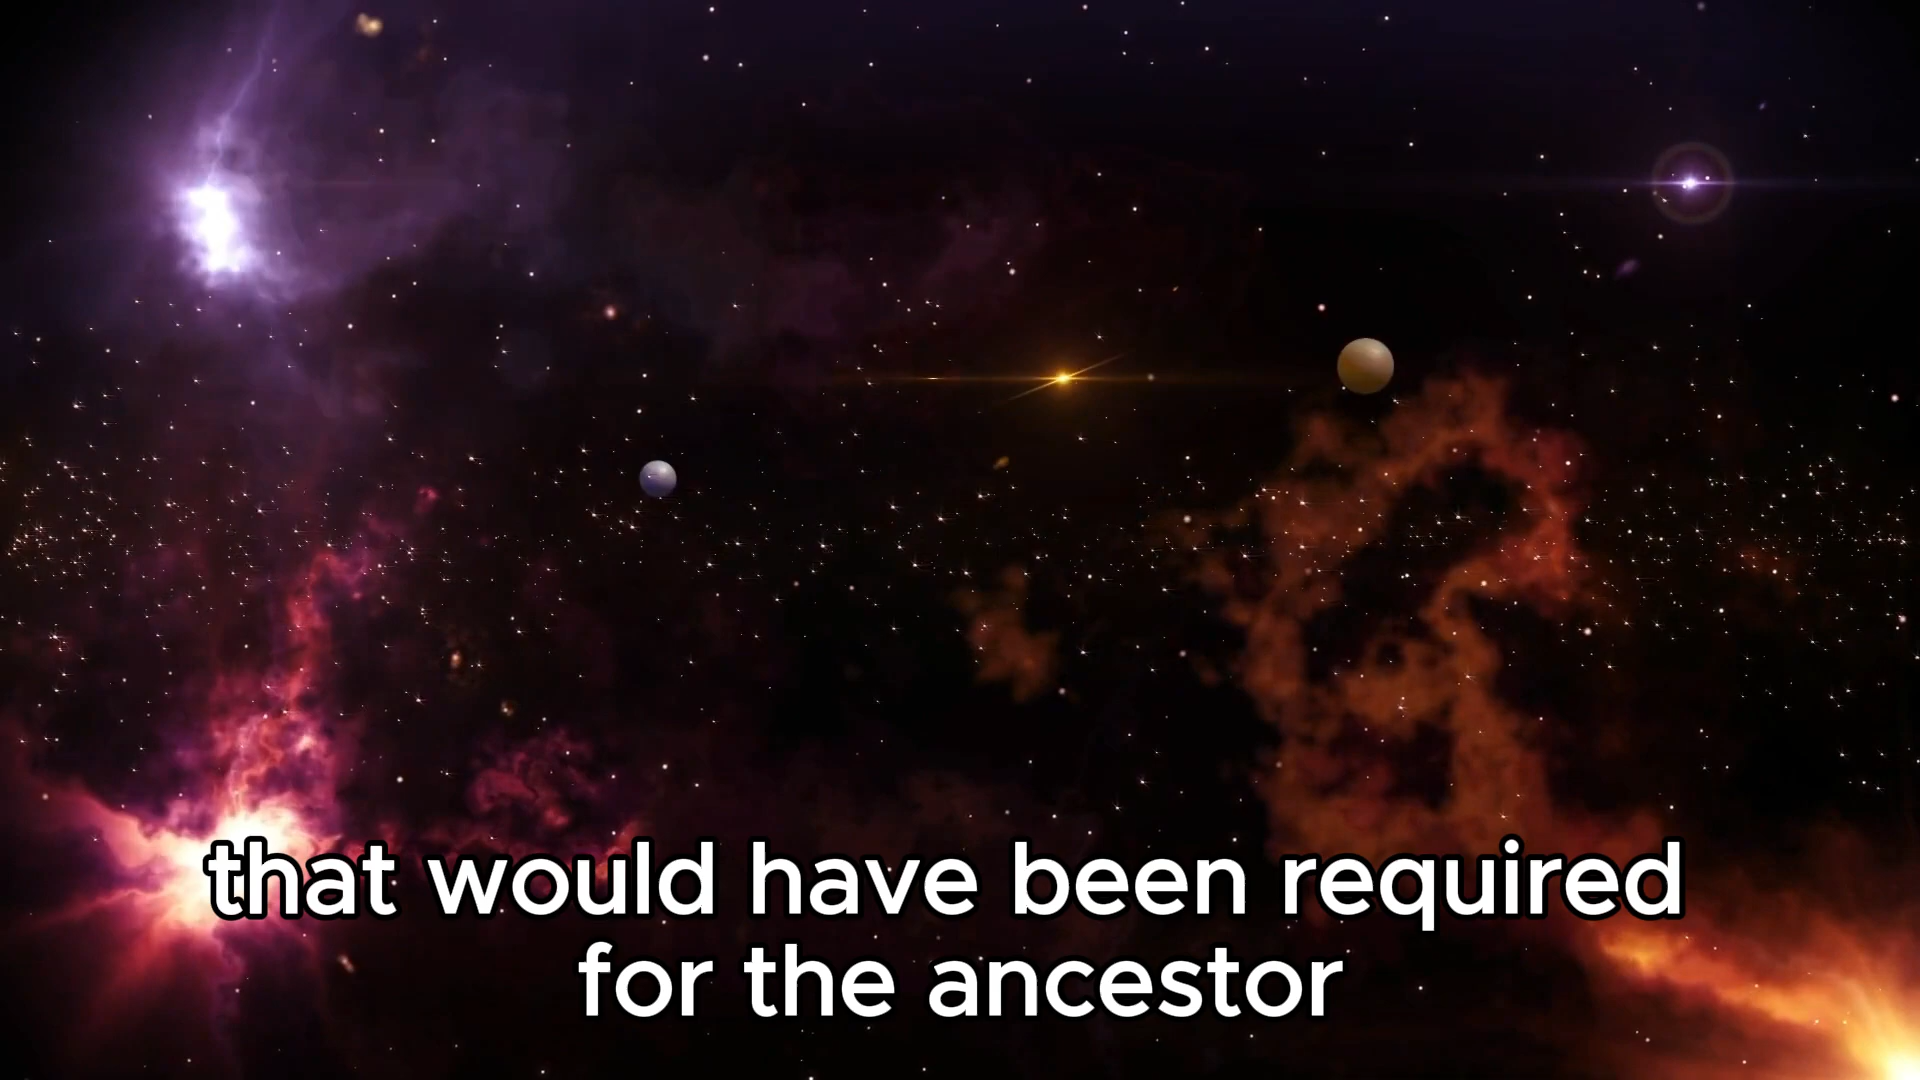 that would have been required
for the ancestor